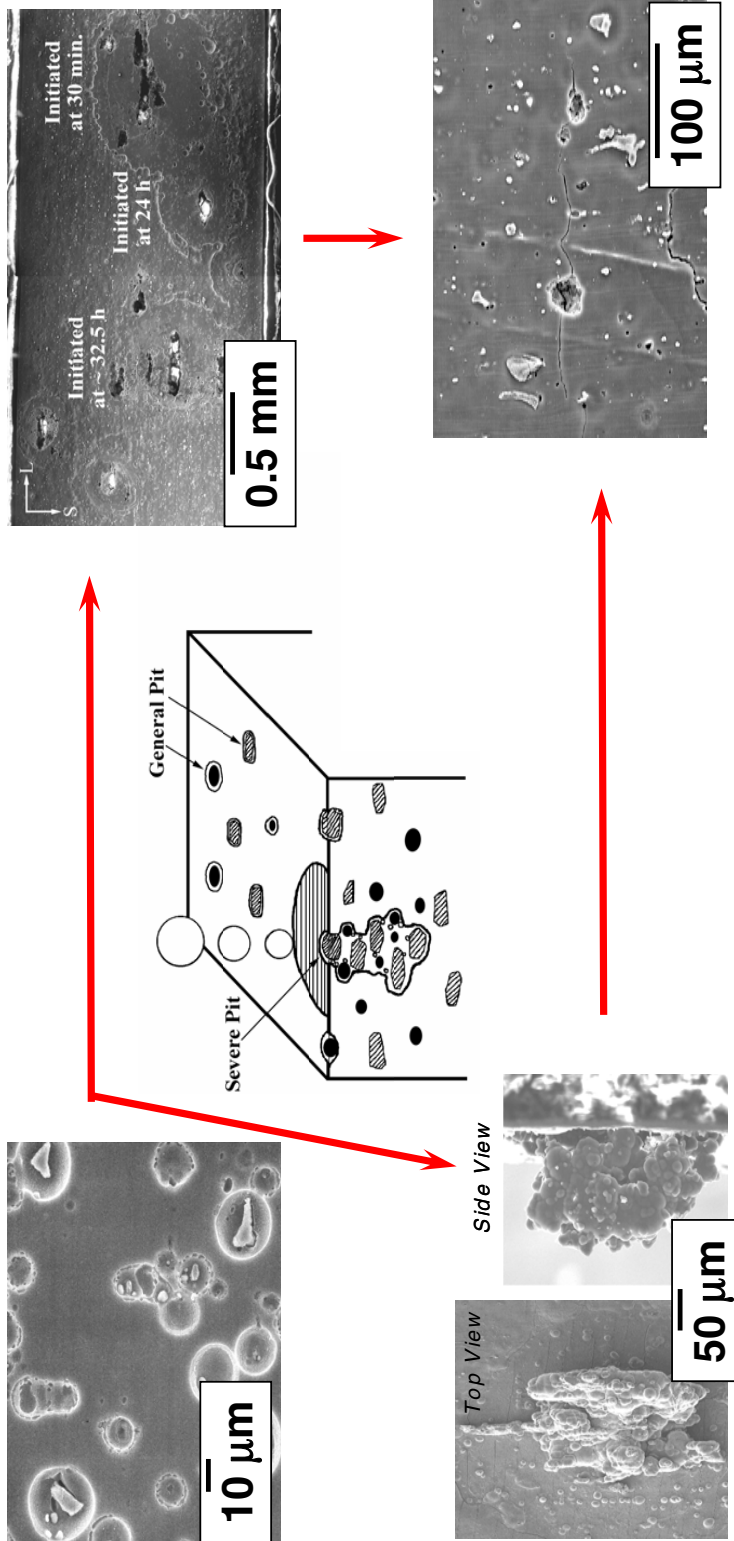 10 μm
L
S
Initiated
at ~ 32.5 h
Initiated
at 24 h
Initiated
at 30 min.
0.5 mm
General Pit
Severe Pit
Top View
Side View
50 μm
100 μm